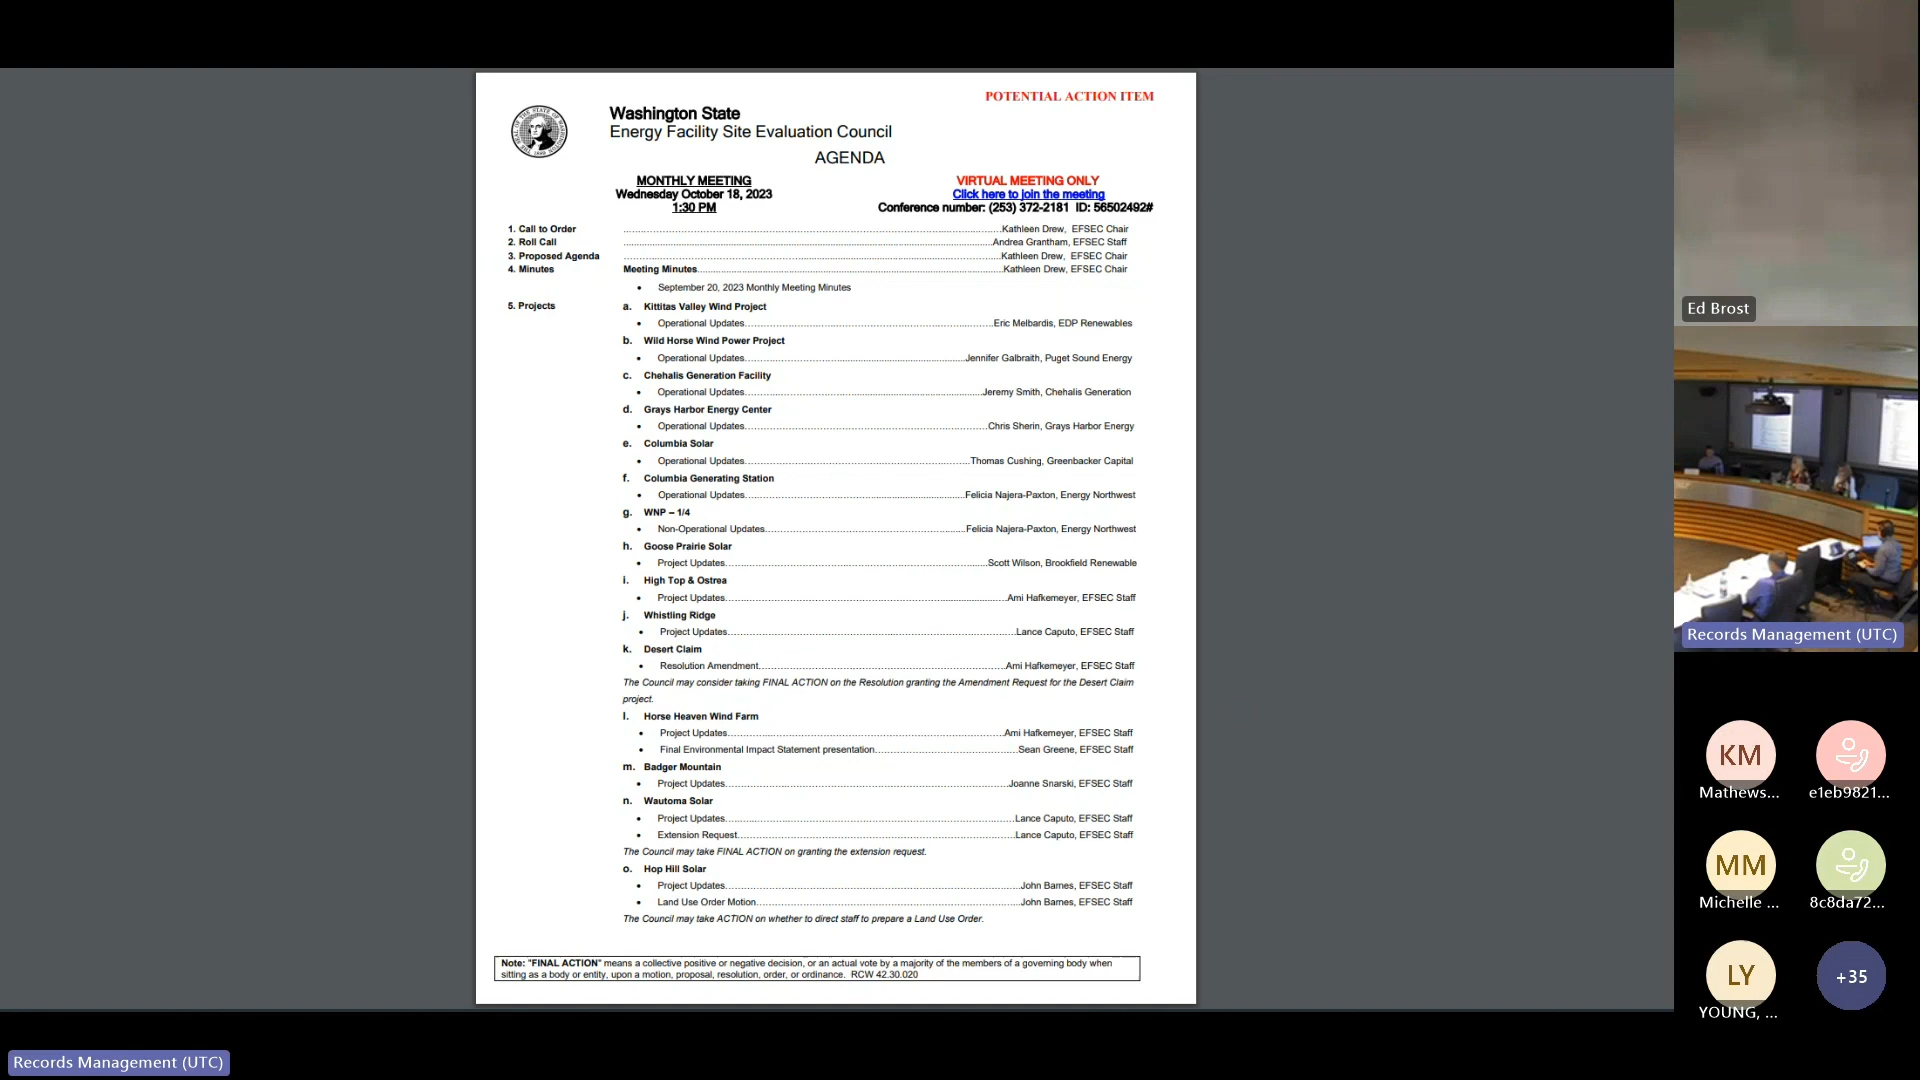 POTENTIAL ACTION ITEM
Washington State
Energy Facility Site Evaluation Council
AGENDA
MONTHLY MEETING
Wednesday October 18, 2023
1:30 PM
VIRTUAL MEETING ONLY
Click here to join the meeting
Conference number: (253) 372-2181 ID: 56502492#
1. Call to Order ........Kathleen Drew, EFSEC Chair
2. Roll Call ........Andrea Grantham, EFSEC Staff
3. Proposed Agenda ........Kathleen Drew, EFSEC Chair
4. Minutes Meeting Minutes........Kathleen Drew, EFSEC Chair
• September 20, 2023 Monthly Meeting Minutes
5. Projects a. Kittitas Valley Wind Project
• Operational Updates........Eric Melbardis, EDP Renewables
b. Wild Horse Wind Power Project
• Operational Updates........Jennifer Galbraith, Puget Sound Energy
c. Chehalis Generation Facility
• Operational Updates........Jeremy Smith, Chehalis Generation
d. Grays Harbor Energy Center
• Operational Updates........Chris Sherin, Grays Harbor Energy
e. Columbia Solar
• Operational Updates........Thomas Cushing, Greenbacker Capital
f. Columbia Generating Station
• Operational Updates........Felicia Najera-Paxton, Energy Northwest
g. WNP – 1/4
• Non-Operational Updates........Felicia Najera-Paxton, Energy Northwest
h. Goose Prairie Solar
• Project Updates........Scott Wilson, Brookfield Renewable
i. High Top & Ostrea
• Project Updates........Ami Hafkemeyer, EFSEC Staff
j. Whistling Ridge
• Project Updates........Lance Caputo, EFSEC Staff
k. Desert Claim
• Resolution Amendment........Ami Hafkemeyer, EFSEC Staff
The Council may consider taking FINAL ACTION on the Resolution granting the Amendment Request for the Desert Claim
project.
l. Horse Heaven Wind Farm
• Project Updates........Ami Hafkemeyer, EFSEC Staff
• Final Environmental Impact Statement presentation........Sean Greene, EFSEC Staff
m. Badger Mountain
• Project Updates........Joanne Snarski, EFSEC Staff
n. Wautoma Solar
• Project Updates........Lance Caputo, EFSEC Staff
• Extension Request........Lance Caputo, EFSEC Staff
The Council may take FINAL ACTION on granting the extension request.
o. Hop Hill Solar
• Project Updates........John Barnes, EFSEC Staff
• Land Use Order Motion........John Barnes, EFSEC Staff
The Council may take ACTION on whether to direct staff to prepare a Land Use Order.
Note: "FINAL ACTION" means a collective positive or negative decision, or an actual vote by a majority of the members of a governing body when
sitting as a body or entity, upon a motion, proposal, resolution, order, or ordinance. RCW 42.30.020
Ed Brost
Records Management (UTC)
KM
Mathews...
e1eb9821...
MM
Michelle ...
8c8da72...
LY
YOUNG, ...
+35
Records Management (UTC)